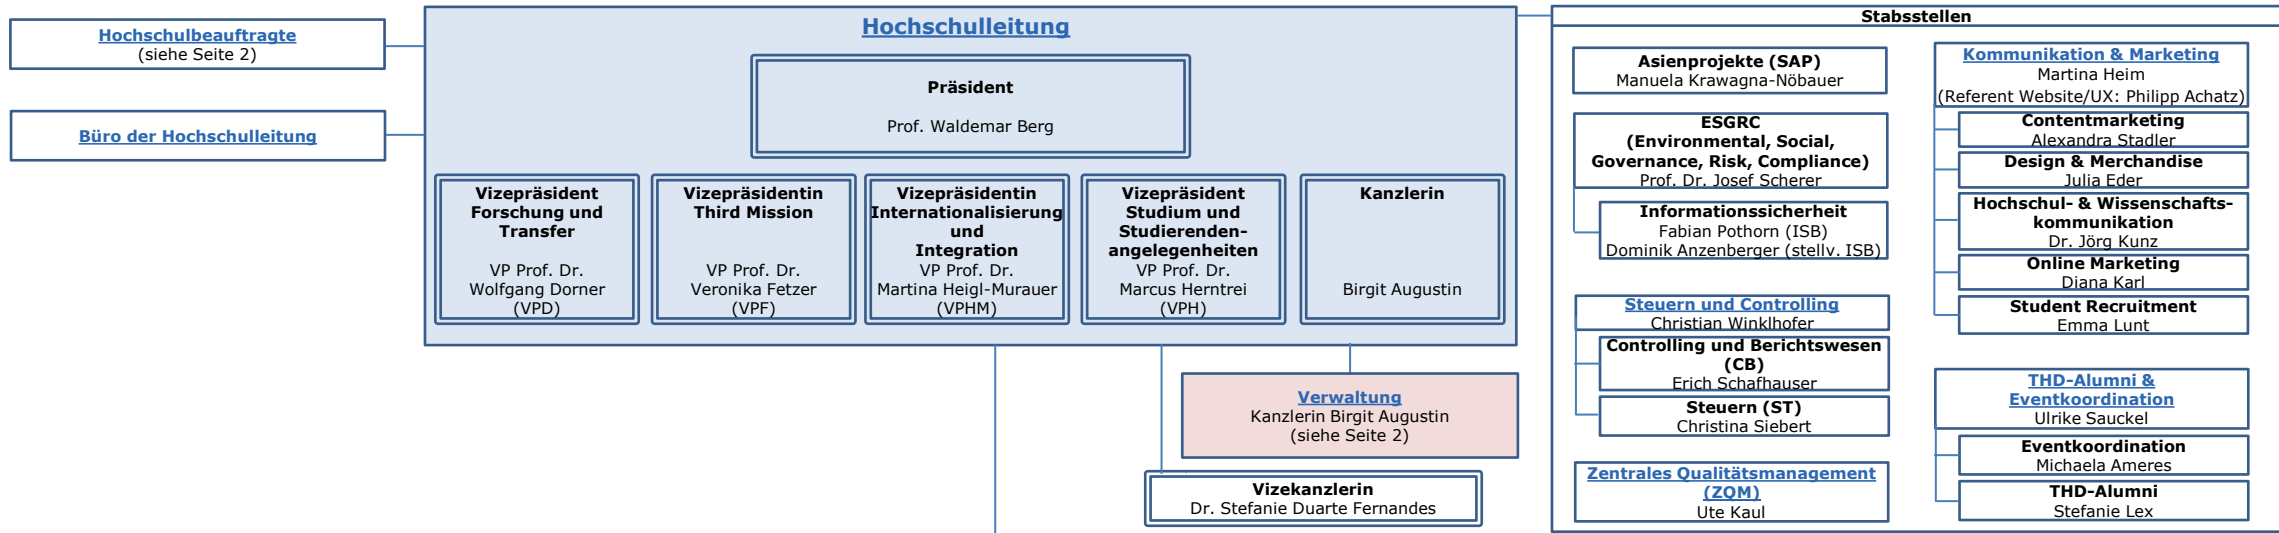 Hochschulbeauftragte
(siehe Seite 2)
Büro der Hochschulleitung
Hochschulleitung
Präsident
Prof. Waldemar Berg
Vizepräsident
Forschung und
Transfer
VP Prof. Dr.
Wolfgang Dorner
(VPD)
Vizepräsidentin
Third Mission
VP Prof. Dr.
Veronika Fetzer
(VPF)
Vizepräsidentin
Internationalisierung
und
Integration
VP Prof. Dr.
Martina Heigl-Murauer
(VPHM)
Vizepräsident
Studium und
Studierenden-
angelegenheiten
VP Prof. Dr.
Marcus Herntrei
(VPH)
Kanzlerin
Birgit Augustin
Verwaltung
Kanzlerin Birgit Augustin
(siehe Seite 2)
Vizekanzlerin
Dr. Stefanie Duarte Fernandes
Stabsstellen
Asienprojekte (SAP)
Manuela Krawagna-Nöbauer
ESGRC
(Environmental, Social,
Governance, Risk, Compliance)
Prof. Dr. Josef Scherer
Informationssicherheit
Fabian Pothorn (ISB)
Dominik Anzenberger (stellv. ISB)
Steuern und Controlling
Christian Winklhofer
Controlling und Berichtswesen
(CB)
Erich Schafhauser
Steuern (ST)
Christina Siebert
Zentrales Qualitätsmanagement
(ZQM)
Ute Kaul
Kommunikation & Marketing
Martina Heim
(Referent Website/UX: Philipp Achatz)
Contentmarketing
Alexandra Stadler
Design & Merchandise
Julia Eder
Hochschul- & Wissenschafts-
kommunikation
Dr. Jörg Kunz
Online Marketing
Diana Karl
Student Recruitment
Emma Lunt
THD-Alumni &
Eventkoordination
Ulrike Sauckel
Eventkoordination
Michaela Ameres
THD-Alumni
Stefanie Lex